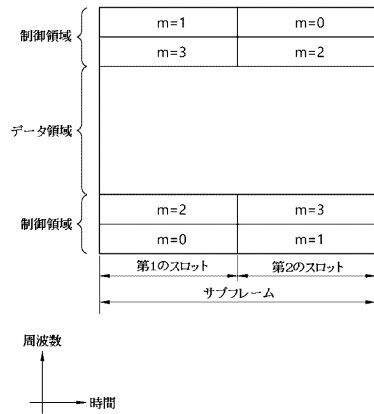 制御領域
m=1 m=0
m=3 m=2
データ領域
制御領域
m=2 m=3
m=0 m=1
第1のスロット 第2のスロット
サブフレーム
周波数
時間